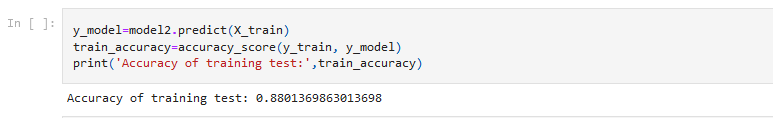 In [ ]:
y_model=model2.predict(X_train)
train_accuracy=accuracy_score(y_train, y_model)
print('Accuracy of training test:',train_accuracy)
Accuracy of training test: 0.8801369863013698